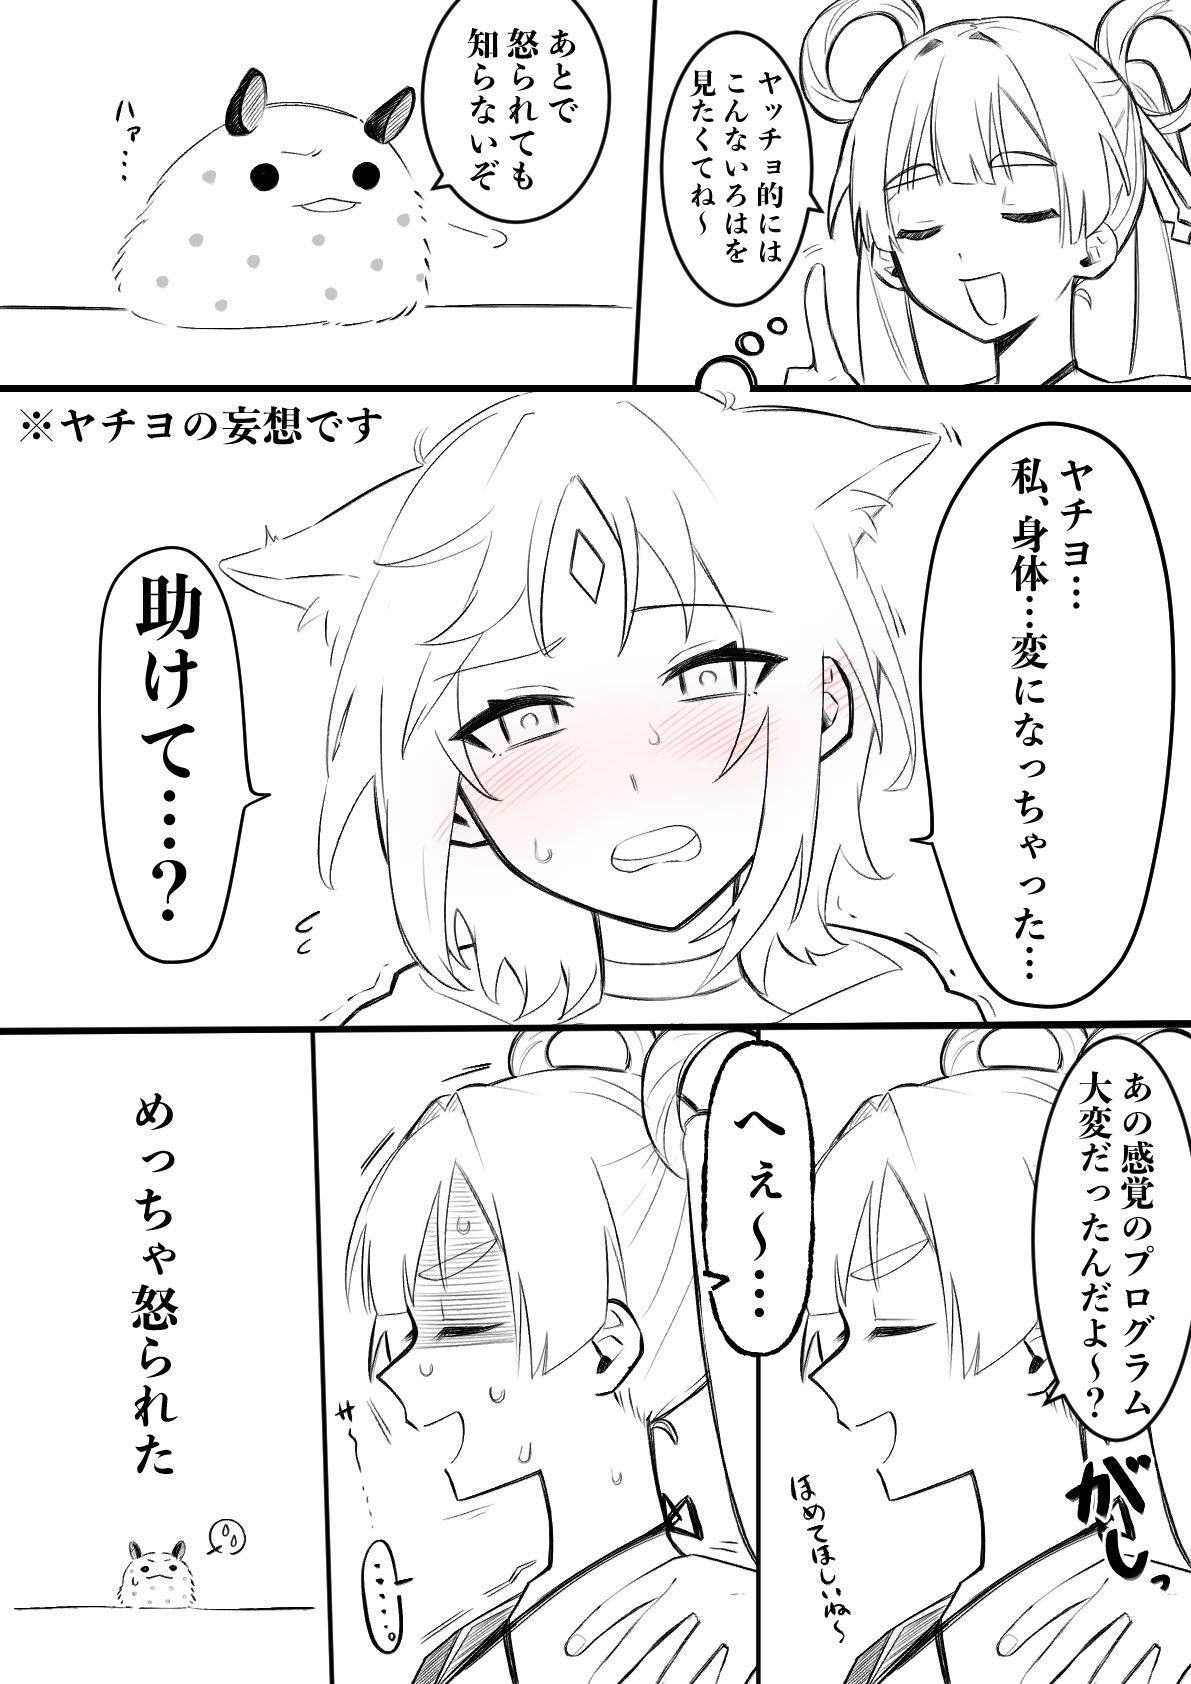 ヤッチョ的には
こんないろはを
見たくてね〜
あとで
怒られても
知らないぞ
ハァ…
※ヤチヨの妄想です
ヤチヨ…
私、身体…変になっちゃった…
助けて…‥?
あの感覚のプログラム
大変だったんだよ〜?
がしっ
ほめてほしいね〜
へぇ〜…
サーー…
……。
めっちゃ怒られた